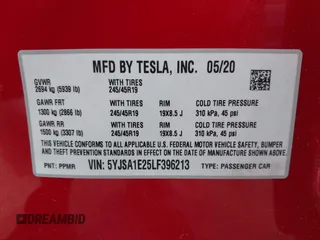 MFD BY TESLA, INC. 05/20
GVWR WITH TIRES
2694 kg (5939 lb) 245/45R19
GAWR FRT WITH TIRES RIM COLD TIRE PRESSURE
1300 kg (2866 lb) 245/45R19 19X8.5 J 310 kPa, 45 psi
GAWR RR WITH TIRES RIM COLD TIRE PRESSURE
1500 kg (3307 lb) 245/45R19 19X8.5 J 310 kPa, 45 psi
THIS VEHICLE CONFORMS TO ALL APPLICABLE U.S. FEDERAL MOTOR VEHICLE
SAFETY, BUMPER, AND THEFT PREVENTION STANDARDS IN EFFECT ON THE DATE OF
MANUFACTURE SHOWN ABOVE.
PNT: PPMR VIN: 5YJSA1E25LF396213 TYPE: PASSENGER CAR
DREAMBID